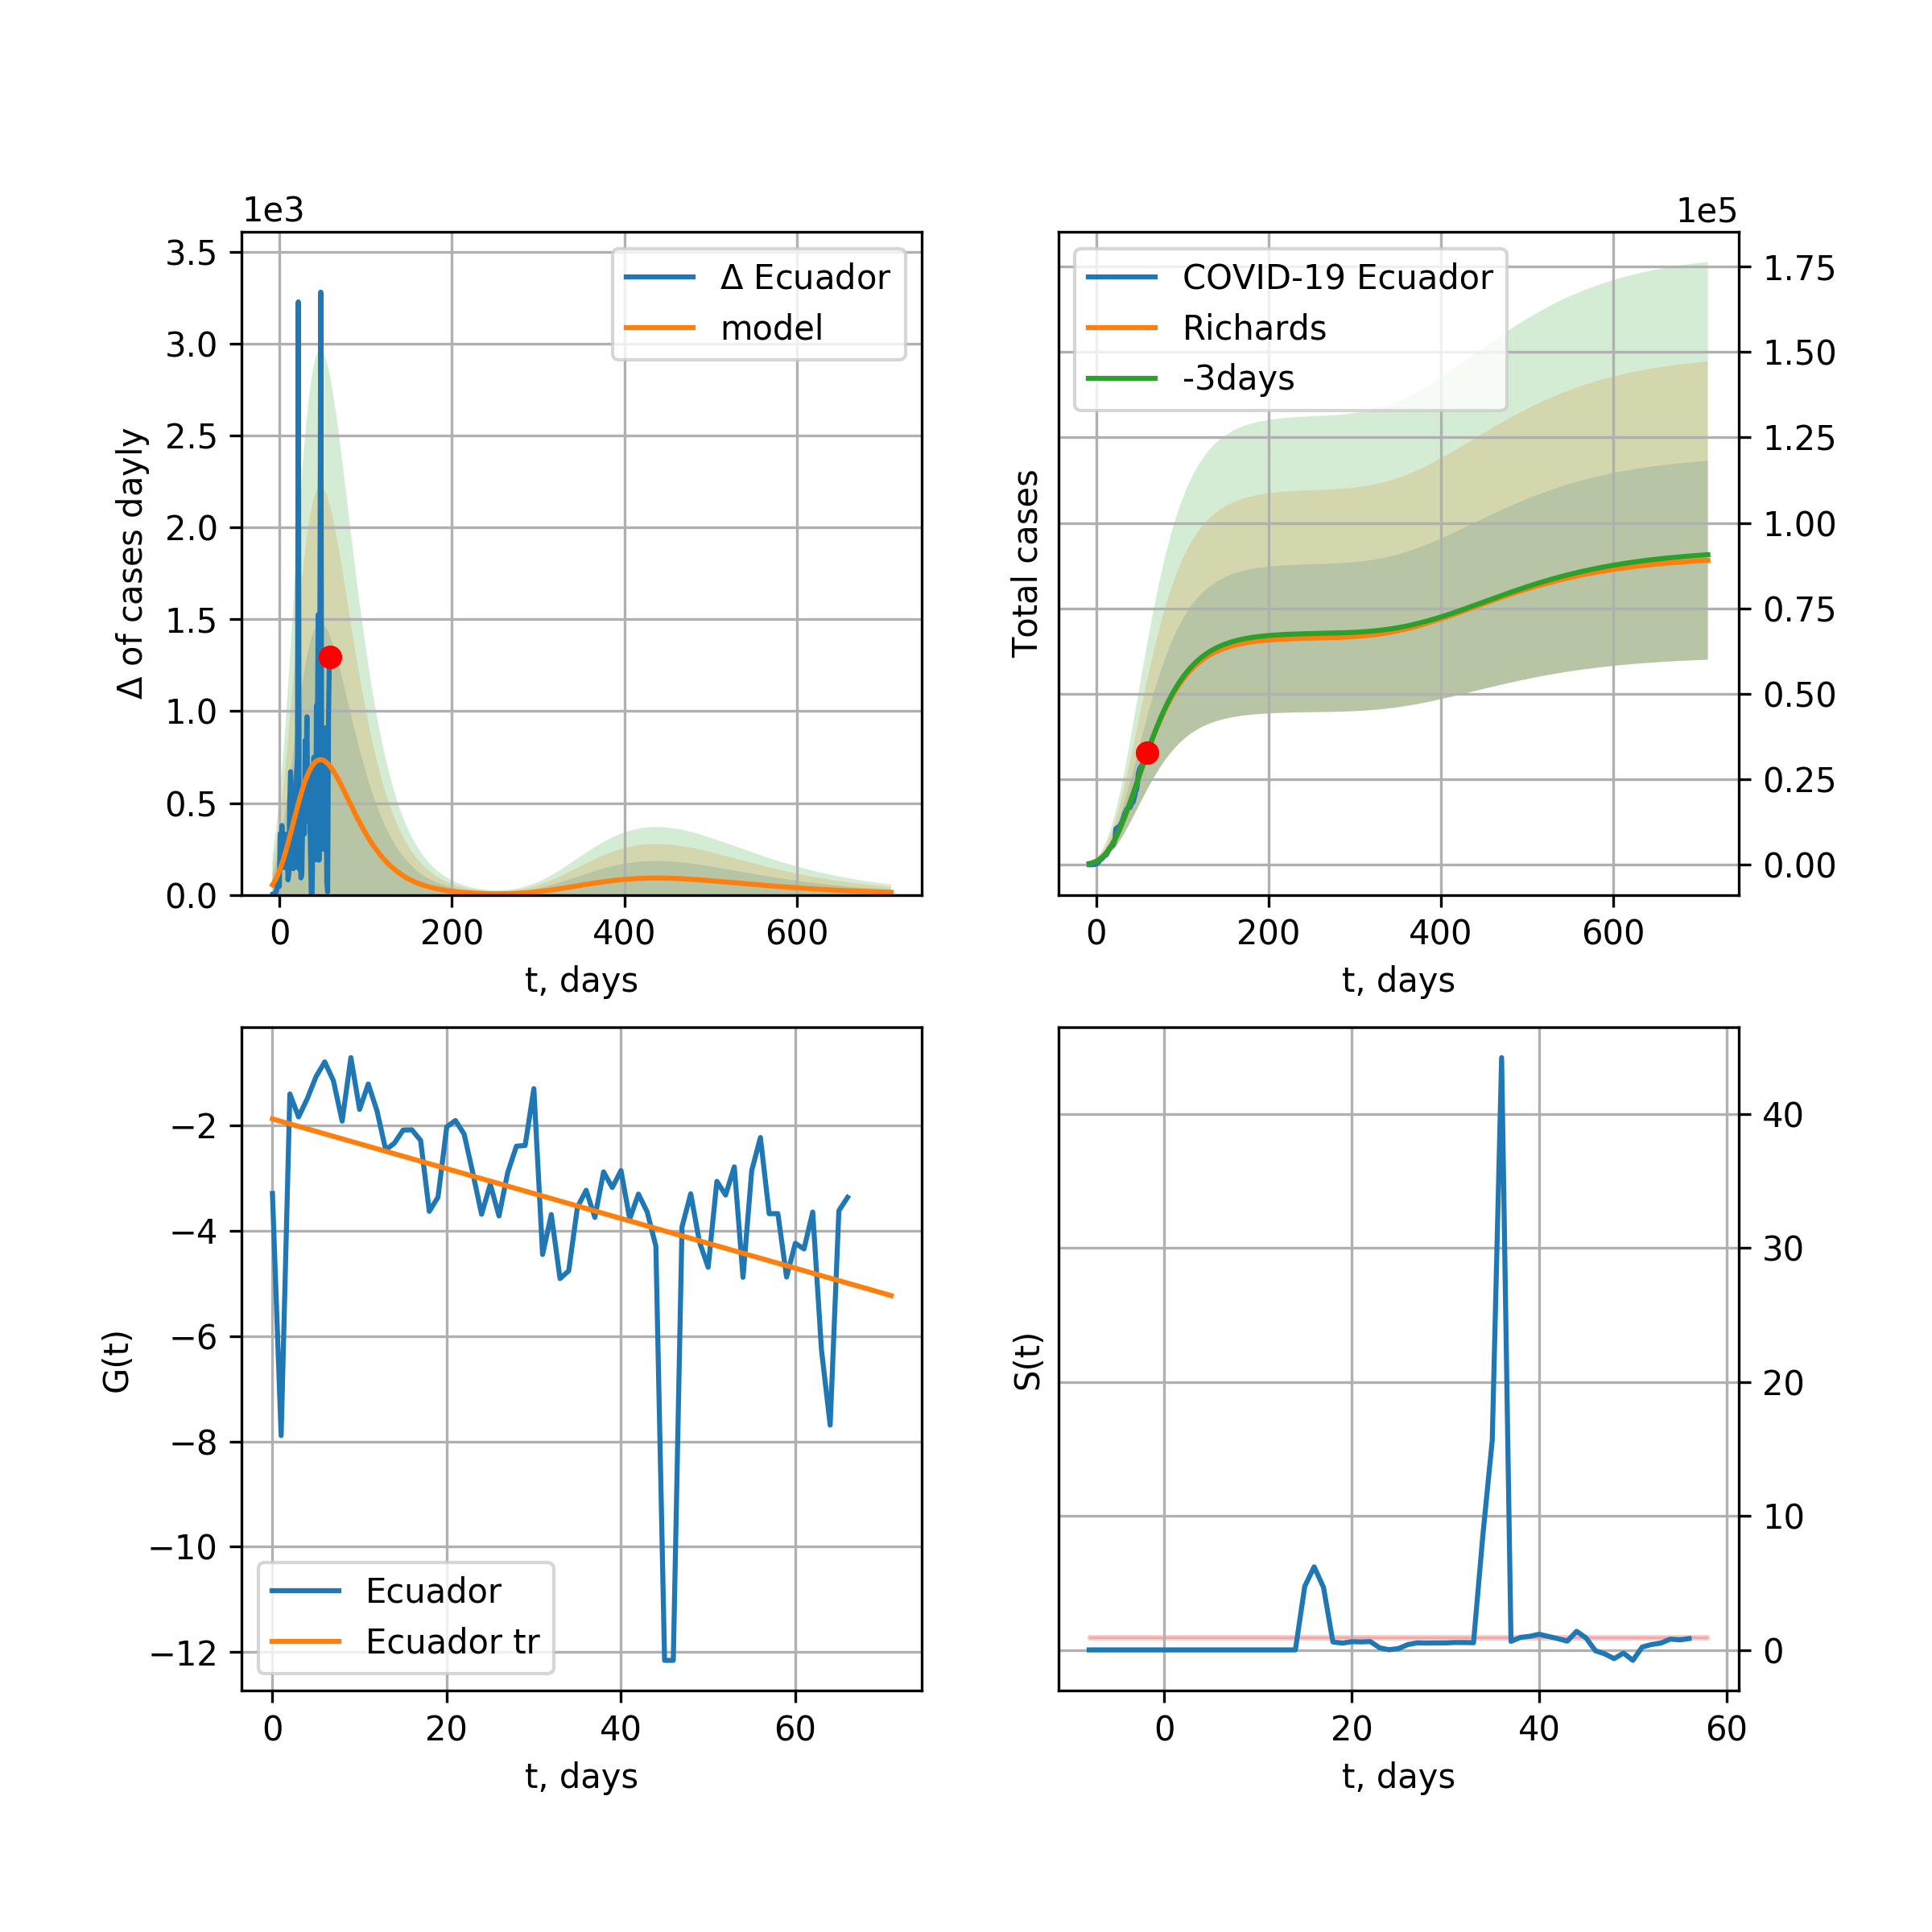 1e3
3.5
3.0
2.5
2.0
1.5
1.0
0.5
0.0
Δ of cases dayly
Δ Ecuador
model
0 200 400 600
t, days
1e5
COVID-19 Ecuador
Richards
-3days
Total cases
1.75
1.50
1.25
1.00
0.75
0.50
0.25
0.00
0 200 400 600
t, days
G(t)
−2
−4
−6
−8
−10
−12
Ecuador
Ecuador tr
0 20 40 60
t, days
S(t)
40
30
20
10
0
0 20 40 60
t, days